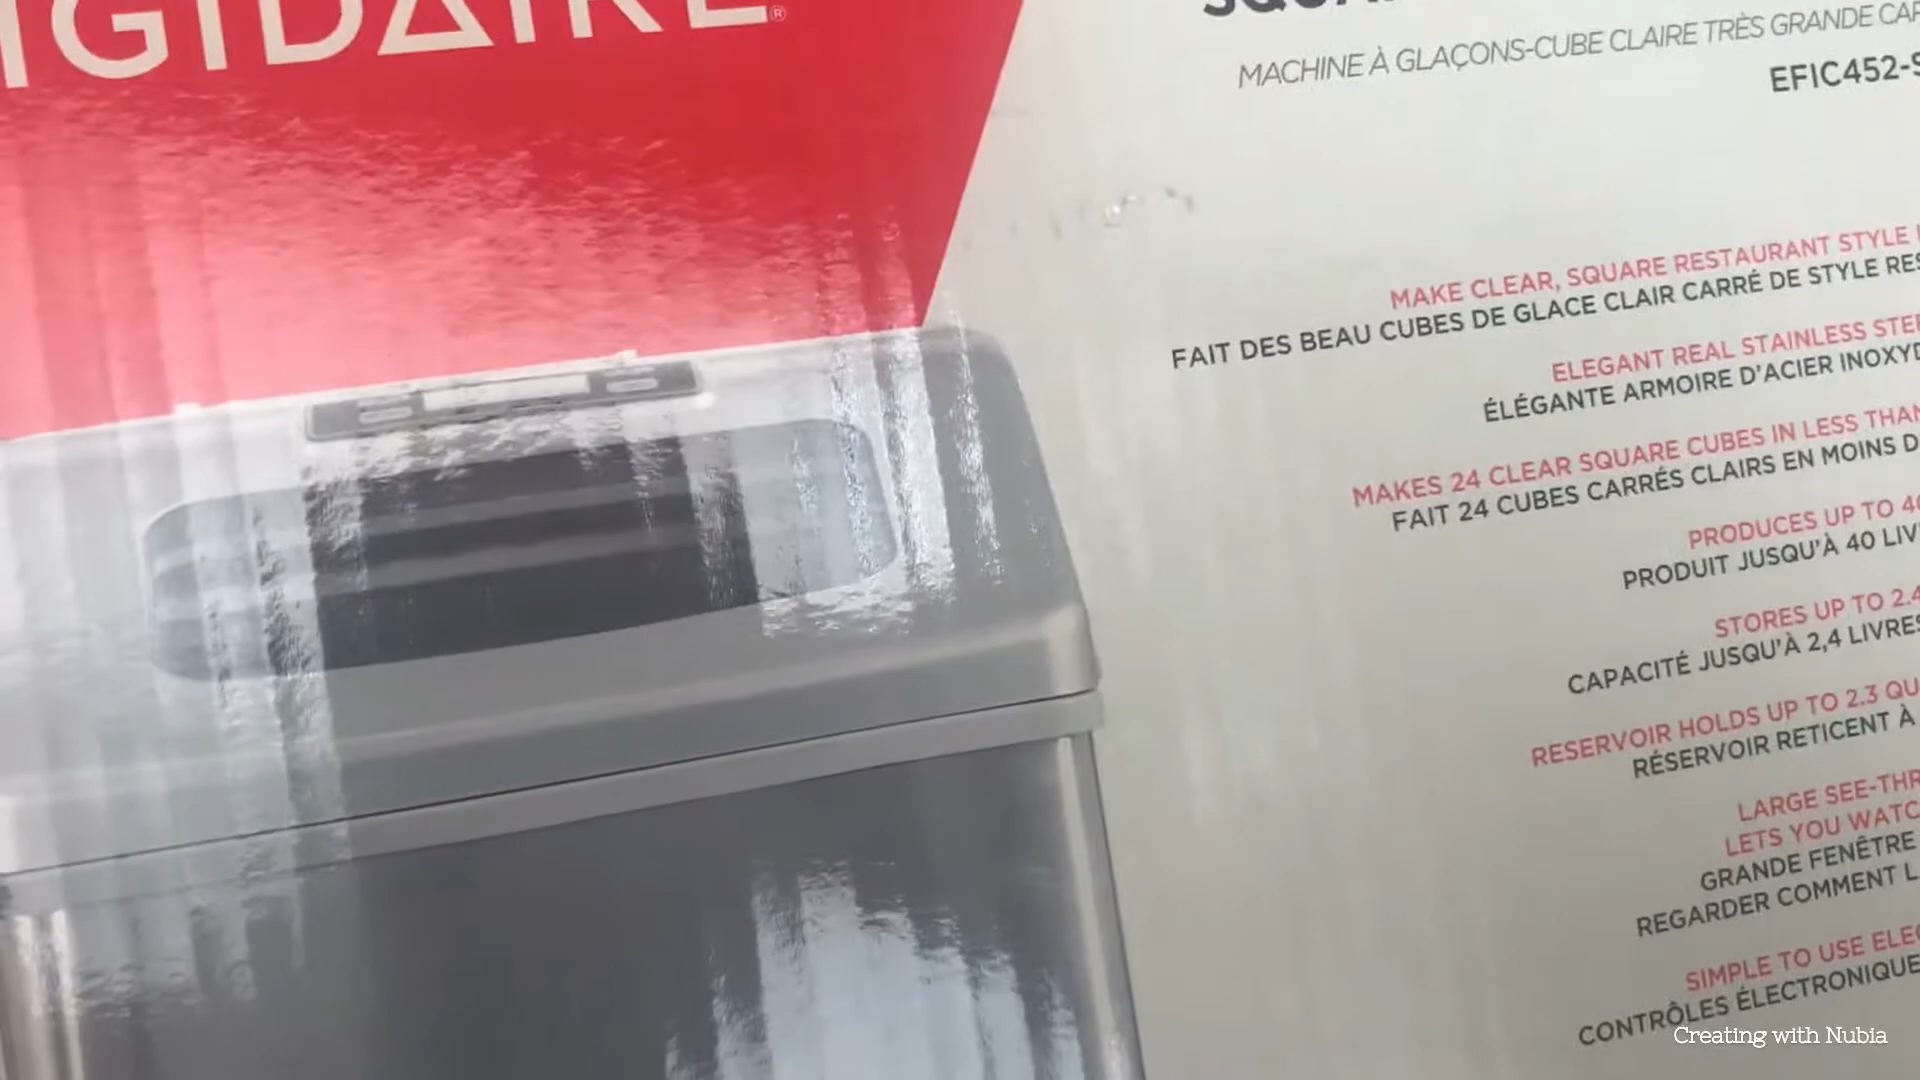 IGIDAIRE®
MACHINE À GLAÇONS-CUBE CLAIRE TRÈS GRANDE
EFIC452-
MAKE CLEAR, SQUARE RESTAURANT STYLE
FAIT DES BEAU CUBES DE GLACE CLAIR CARRÉ DE STYLE RES
ELEGANT REAL STAINLESS STE
ÉLÉGANTE ARMOIRE D'ACIER INOXYD
MAKES 24 CLEAR SQUARE CUBES IN LESS THAN
FAIT 24 CUBES CARRÉS CLAIRS EN MOINS D
PRODUCES UP TO 40
PRODUIT JUSQU'À 40 LIV
STORES UP TO 2.4
CAPACITÉ JUSQU'À 2,4 LIVRES
RESERVOIR HOLDS UP TO 2.3 QU
RÉSERVOIR RETICENT À
LARGE SEE-THR
LETS YOU WATC
GRANDE FENÊTRE
REGARDER COMMENT L
SIMPLE TO USE ELEC
CONTRÔLES ÉLECTRONIQUE
Creating with Nubia